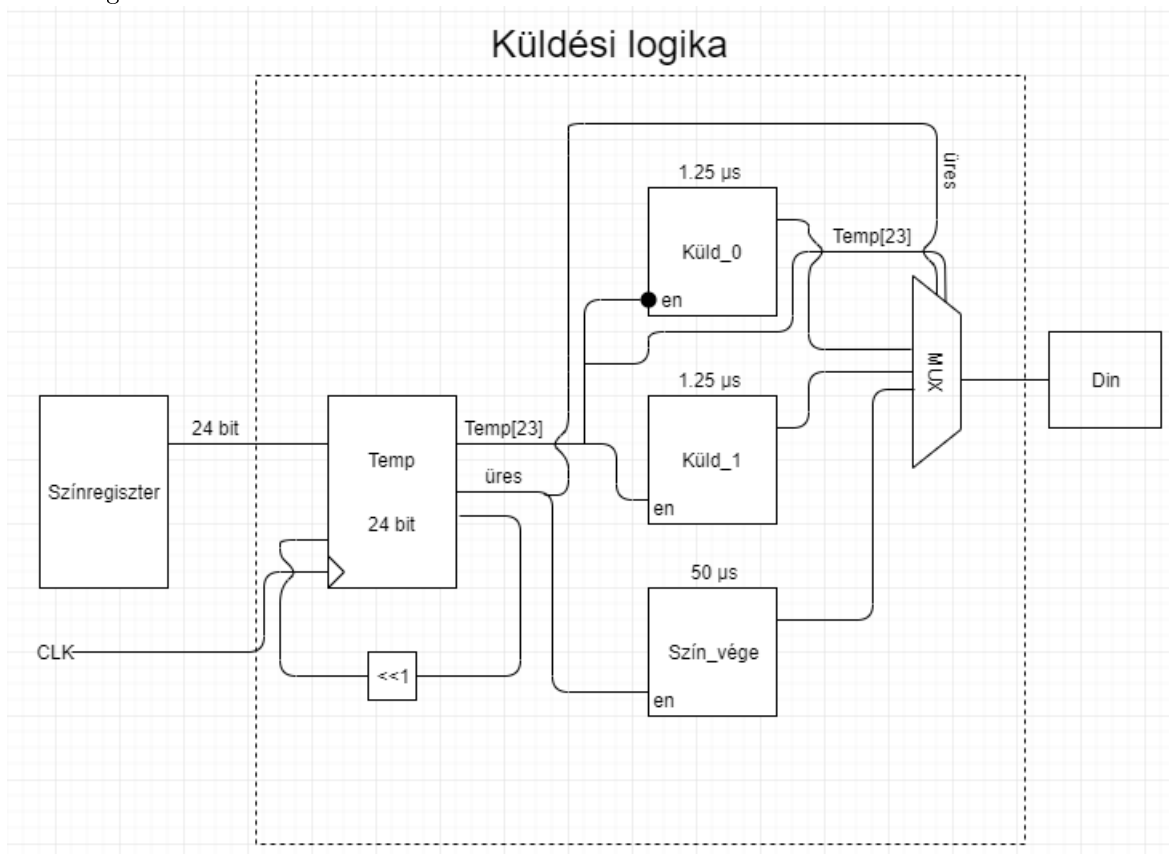 Küldési logika
üres
1.25 µs
Küld_0
Temp[23]
en
1.25 µs
MUX
Din
24 bit
Temp[23]
Temp
Küld_1
üres
Színregiszter
24 bit
en
50 µs
CLK
<<1
Szín_vége
en